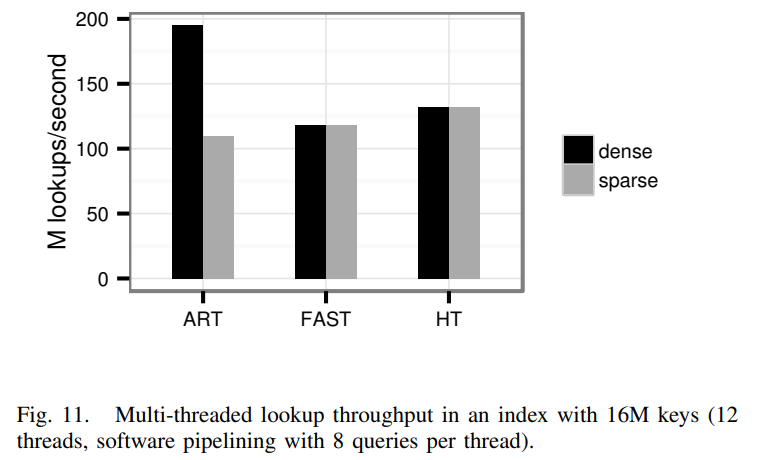 200
150
100
50
0
M lookups/second
ART FAST HT
dense
sparse
Fig. 11. Multi-threaded lookup throughput in an index with 16M keys (12
threads, software pipelining with 8 queries per thread).